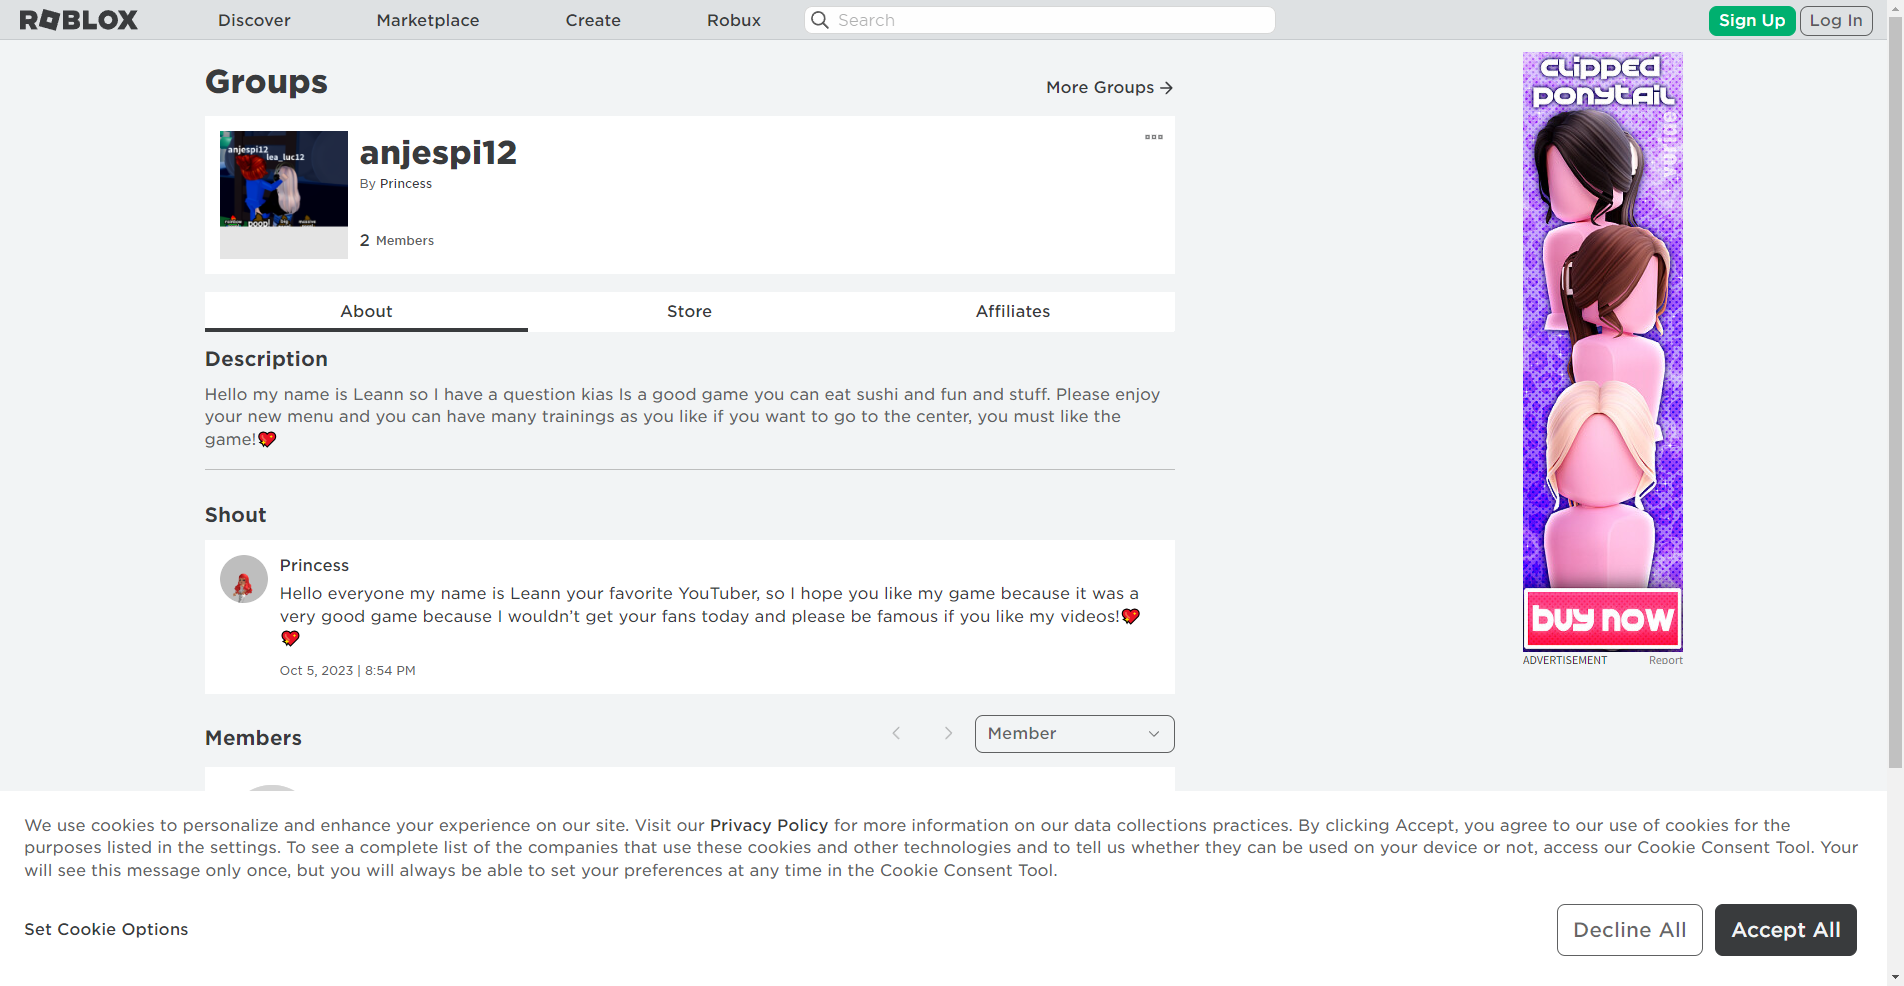 ROBLOX
Discover
Marketplace
Create
Robux
Search
Sign Up
Log In
Groups
More Groups
anjespi12
lea_luc12
poop!
anjespi12
By Princess
2 Members
About
Store
Affiliates
Description
Hello my name is Leann so I have a question kias Is a good game you can eat sushi and fun and stuff. Please enjoy
your new menu and you can have many trainings as you like if you want to go to the center, you must like the
game!💖
Shout
Princess
Hello everyone my name is Leann your favorite YouTuber, so I hope you like my game because it was a
very good game because I wouldn’t get your fans today and please be famous if you like my videos!💖
💖
Oct 5, 2023 | 8:54 PM
Members
Member
CLIPPED
PONYTAIL
buy now
ADVERTISEMENT
Report
We use cookies to personalize and enhance your experience on our site. Visit our Privacy Policy for more information on our data collections practices. By clicking Accept, you agree to our use of cookies for the
purposes listed in the settings. To see a complete list of the companies that use these cookies and other technologies and to tell us whether they can be used on your device or not, access our Cookie Consent Tool. Your
will see this message only once, but you will always be able to set your preferences at any time in the Cookie Consent Tool.
Set Cookie Options
Decline All
Accept All